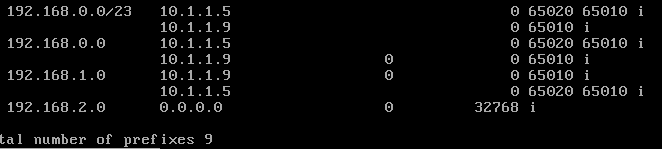 192.168.0.0/23 10.1.1.5 0 65020 65010 i
10.1.1.9 0 65010 i
192.168.0.0 10.1.1.5 0 65020 65010 i
10.1.1.9 0 0 65010 i
192.168.1.0 10.1.1.9 0 0 65010 i
10.1.1.5 0 65020 65010 i
192.168.2.0 0.0.0.0 0 32768 i
tal number of prefixes 9